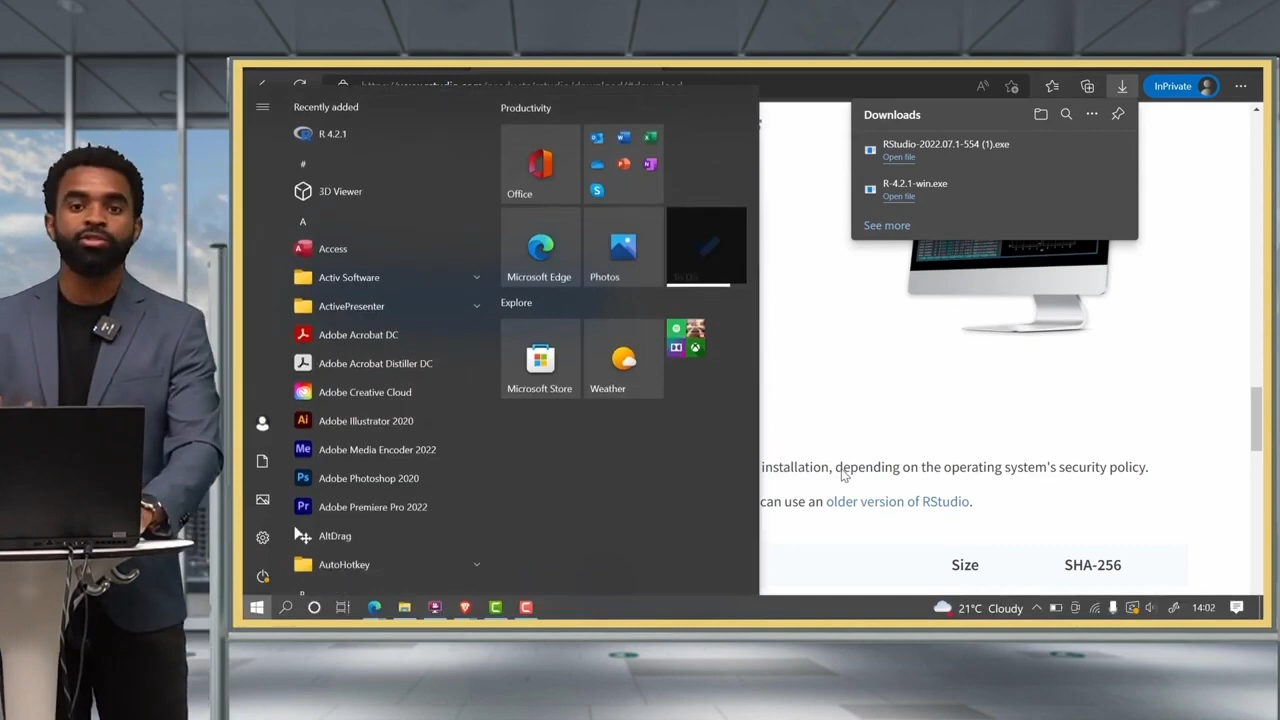 InPrivate
Recently added
R 4.2.1
#
3D Viewer
A
Access
Activ Software
ActivePresenter
Adobe Acrobat DC
Adobe Acrobat Distiller DC
Adobe Creative Cloud
Ai
Adobe Illustrator 2020
Me
Adobe Media Encoder 2022
Ps
Adobe Photoshop 2020
Pr
Adobe Premiere Pro 2022
AltDrag
AutoHotkey
Productivity
Office
Microsoft Edge
Photos
Explore
Microsoft Store
Weather
Downloads
RStudio-2022.07.1-554 (1).exe
Open file
R-4.2.1-win.exe
Open file
See more
installation, depending on the operating system's security policy.
can use an older version of RStudio.
Size SHA-256
21°C Cloudy
14:02